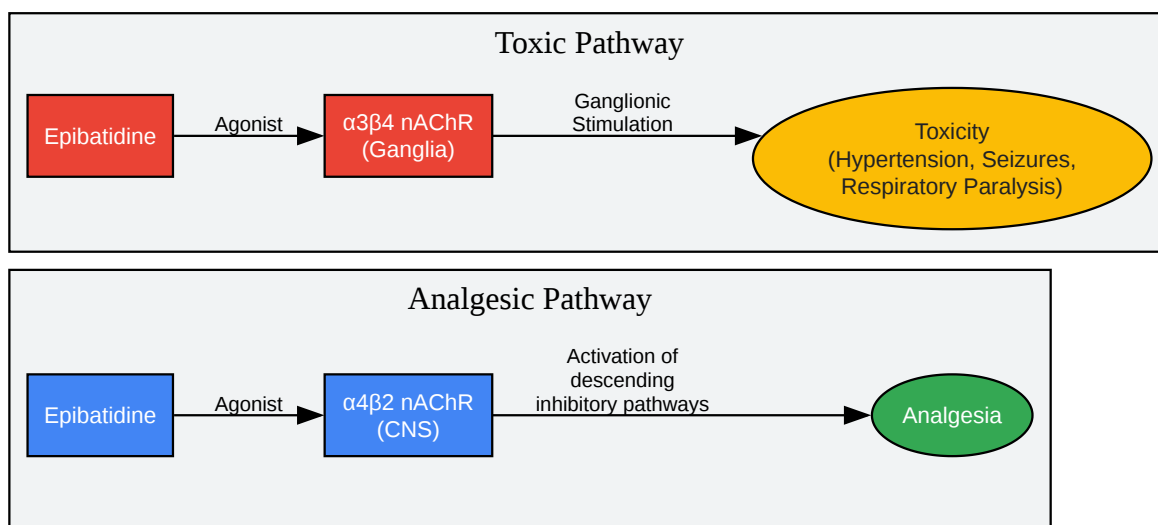 Toxic Pathway
Epibatidine
Agonist
α3β4 nAChR
(Ganglia)
Ganglionic
Stimulation
Toxicity
(Hypertension, Seizures,
Respiratory Paralysis)
Analgesic Pathway
Epibatidine
Agonist
α4β2 nAChR
(CNS)
Activation of
descending
inhibitory pathways
Analgesia